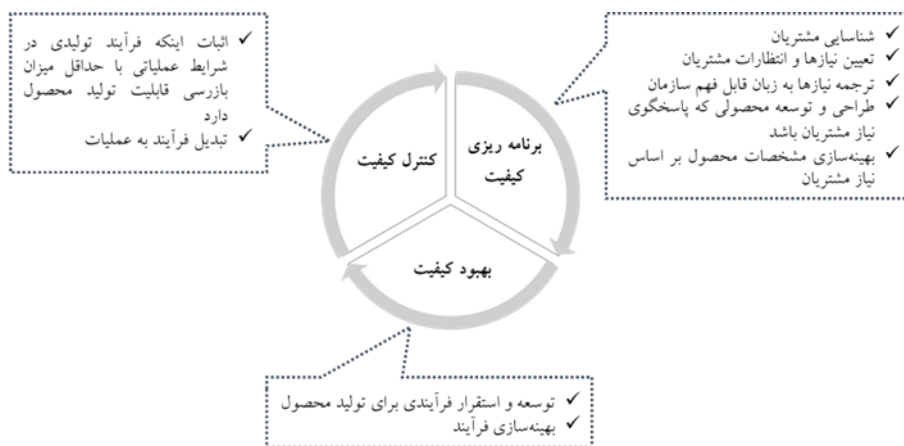 شناسایی مشتریان
تعیین نیازها و انتظارات مشتریان
ترجمه نیازها به زبان قابل فهم سازمان
طراحی و توسعه محصولی که پاسخگوی
نیاز مشتریان باشد
بهینه‌سازی مشخصات محصول بر اساس
نیاز مشتریان
برنامه ریزی
کیفیت
اثبات اینکه فرآیند تولیدی در
شرایط عملیاتی با حداقل میزان
بازرسی قابلیت تولید محصول
دارد
تبدیل فرآیند به عملیات
کنترل کیفیت
بهبود کیفیت
توسعه و استقرار فرآیندی برای تولید محصول
بهینه‌سازی فرآیند